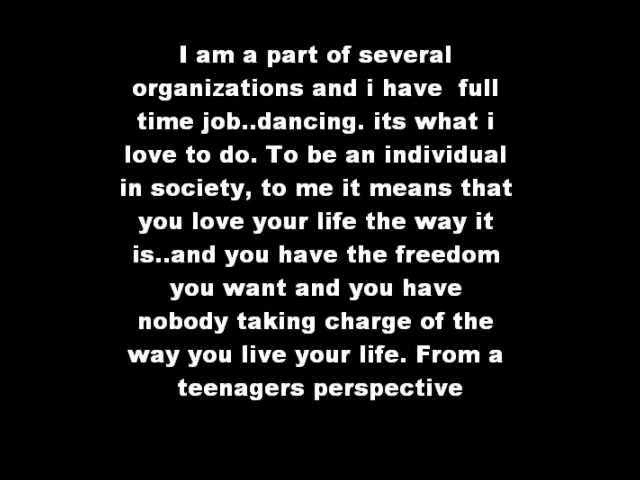 I am a part of several
organizations and i have  full
time job..dancing. its what i
love to do. To be an individual
in society, to me it means that
you love your life the way it
is..and you have the freedom
you want and you have
nobody taking charge of the
way you live your life. From a
teenagers perspective